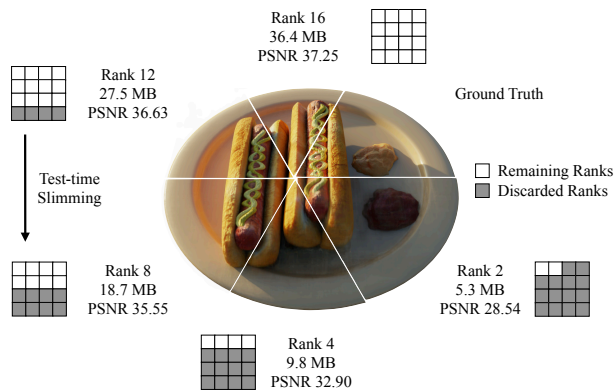 Rank 16
36.4 MB
PSNR 37.25
Rank 12
27.5 MB
PSNR 36.63
Ground Truth
Test-time
Slimming
Remaining Ranks
Discarded Ranks
Rank 8
18.7 MB
PSNR 35.55
Rank 2
5.3 MB
PSNR 28.54
Rank 4
9.8 MB
PSNR 32.90